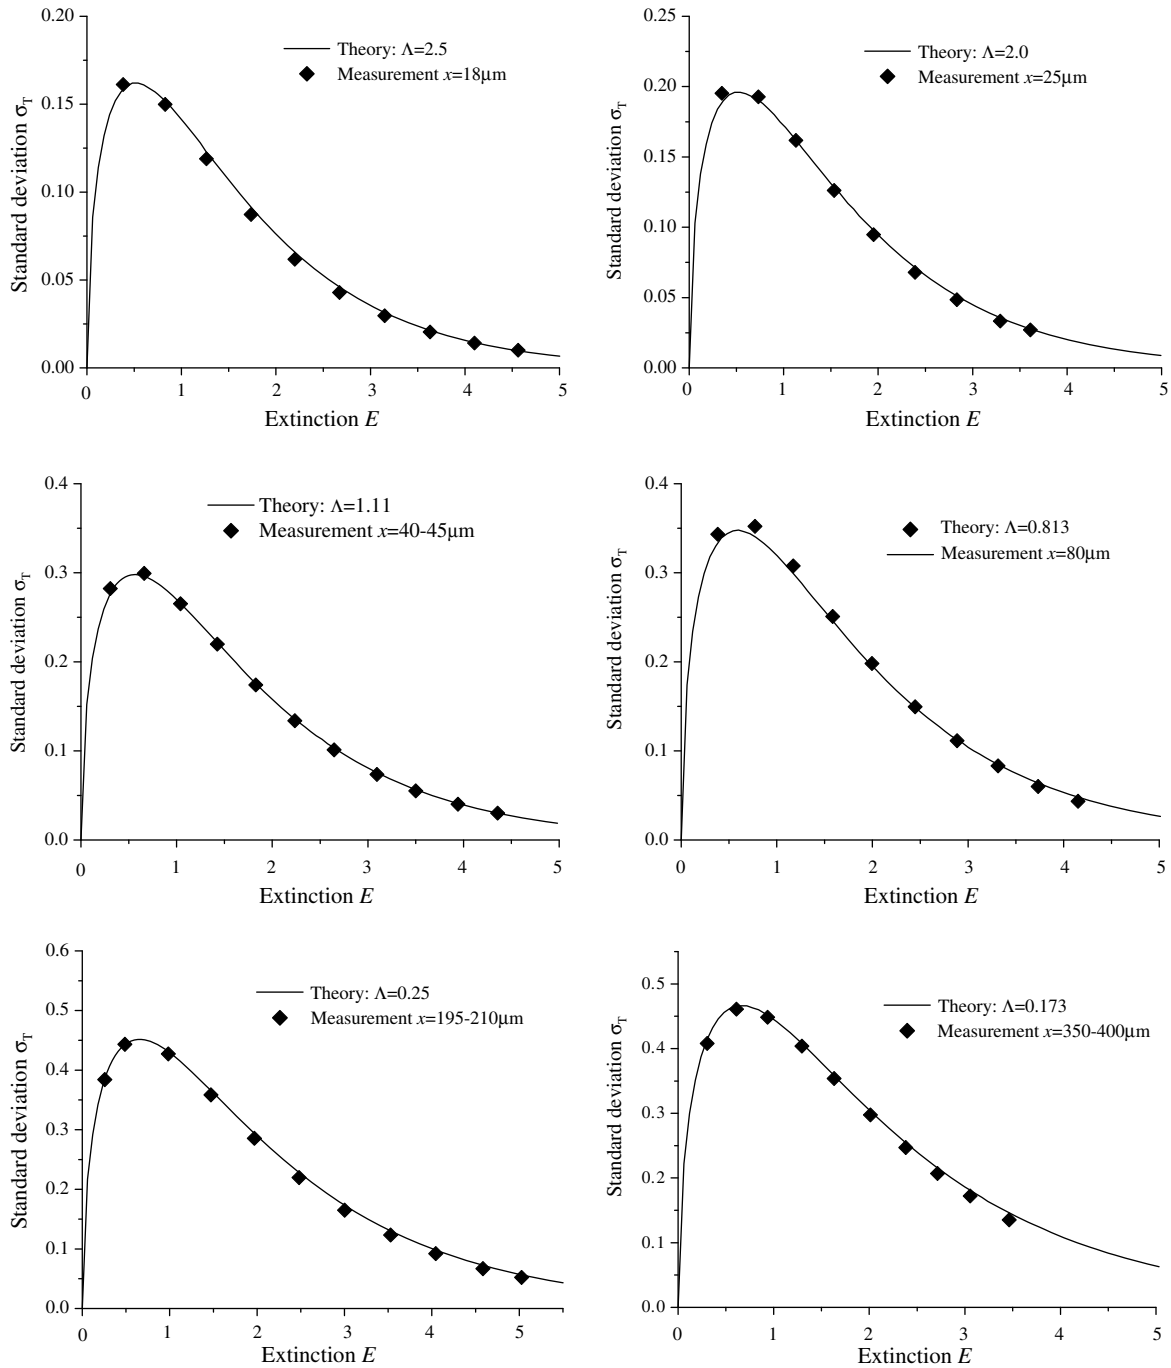 0.20
0.15
0.10
0.05
0.00
0 1 2 3 4 5
Standard deviation σT
Extinction E
Theory: Λ=2.5
Measurement x=18μm
0.25
0.20
0.15
0.10
0.05
0.00
0 1 2 3 4 5
Standard deviation σT
Extinction E
Theory: Λ=2.0
Measurement x=25μm
0.4
0.3
0.2
0.1
0.0
0 1 2 3 4 5
Standard deviation σT
Extinction E
Theory: Λ=1.11
Measurement x=40-45μm
0.4
0.3
0.2
0.1
0.0
0 1 2 3 4 5
Standard deviation σT
Extinction E
Theory: Λ=0.813
Measurement x=80μm
0.6
0.5
0.4
0.3
0.2
0.1
0.0
0 1 2 3 4 5
Standard deviation σT
Extinction E
Theory: Λ=0.25
Measurement x=195-210μm
0.5
0.4
0.3
0.2
0.1
0.0
0 1 2 3 4 5
Standard deviation σT
Extinction E
Theory: Λ=0.173
Measurement x=350-400μm